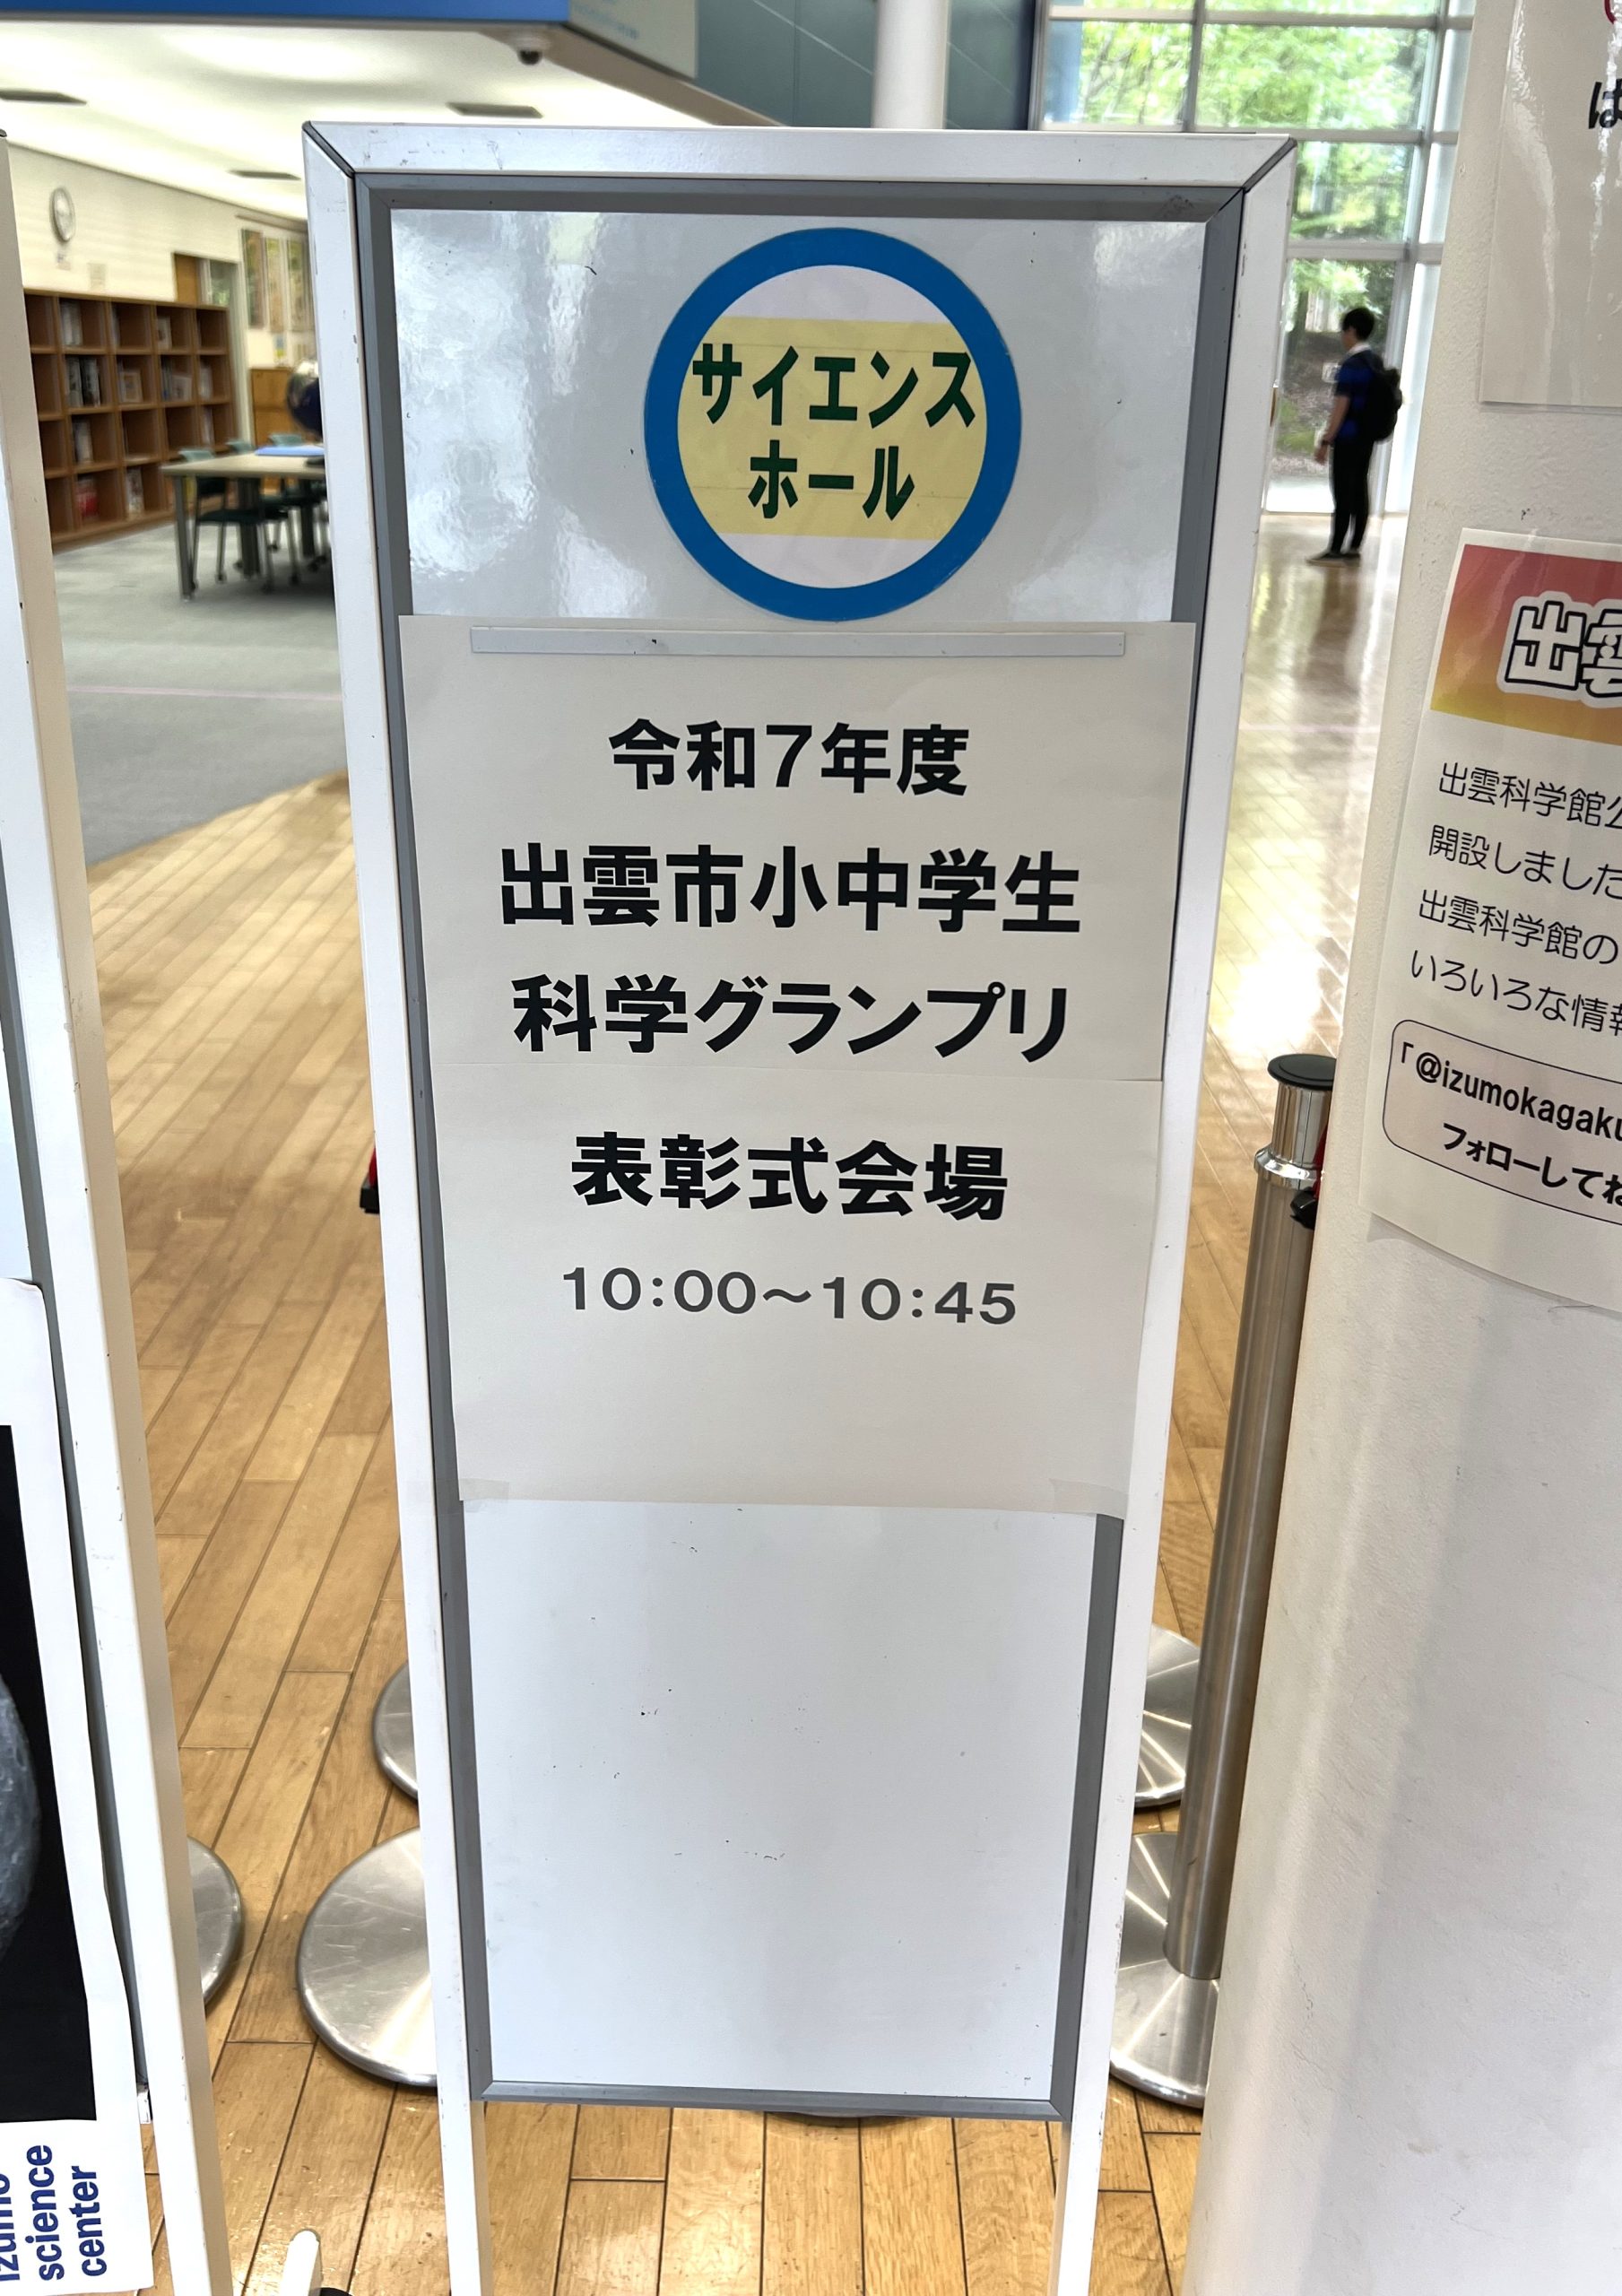 サイエンス
ホール
令和7年度
出雲市小中学生
科学グランプリ
表彰式会場
10:00〜10:45
出雲科学館
開設しました
出雲科学館の
いろいろな情
「@izumokagaku
フォローしてね
science
center